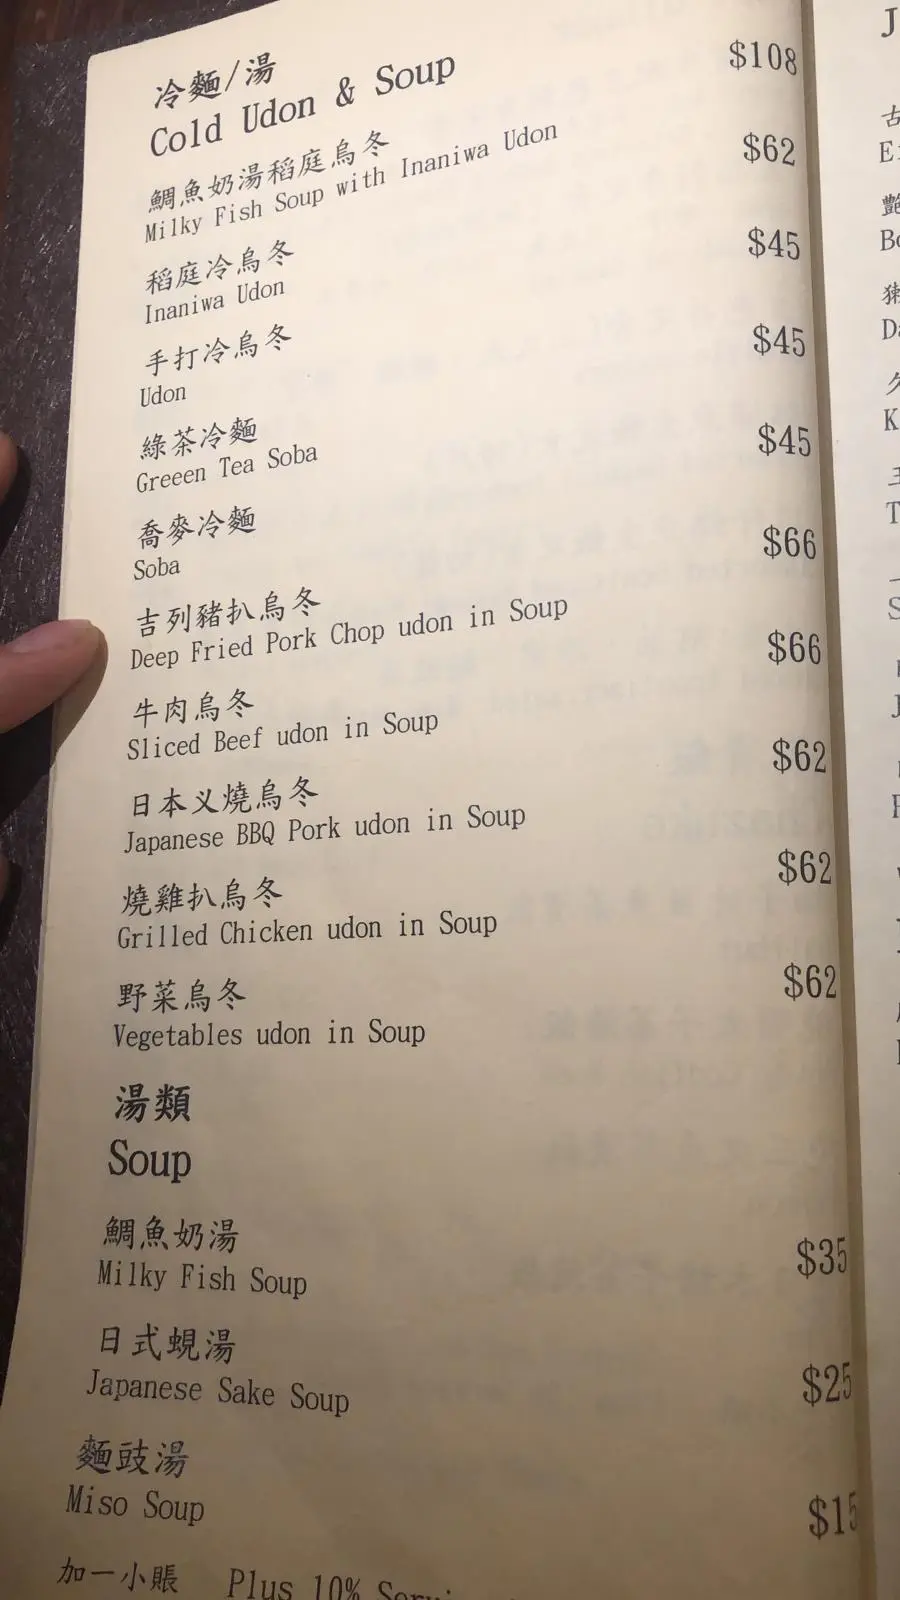 冷麵/湯
Cold Udon & Soup
鯛魚奶湯稻庭烏冬 $108
Milky Fish Soup with Inaniwa Udon
稻庭冷烏冬 $62
Inaniwa Udon
手打冷烏冬 $45
Udon
綠茶冷麵 $45
Greeen Tea Soba
喬麥冷麵 $45
Soba
吉列豬扒烏冬 $66
Deep Fried Pork Chop udon in Soup
牛肉烏冬 $66
Sliced Beef udon in Soup
日本义燒烏冬 $62
Japanese BBQ Pork udon in Soup
燒雞扒烏冬 $62
Grilled Chicken udon in Soup
野菜烏冬 $62
Vegetables udon in Soup
湯類
Soup
鯛魚奶湯 $35
Milky Fish Soup
日式蜆湯 $25
Japanese Sake Soup
麵豉湯 $15
Miso Soup
加一小賬 Plus 10%